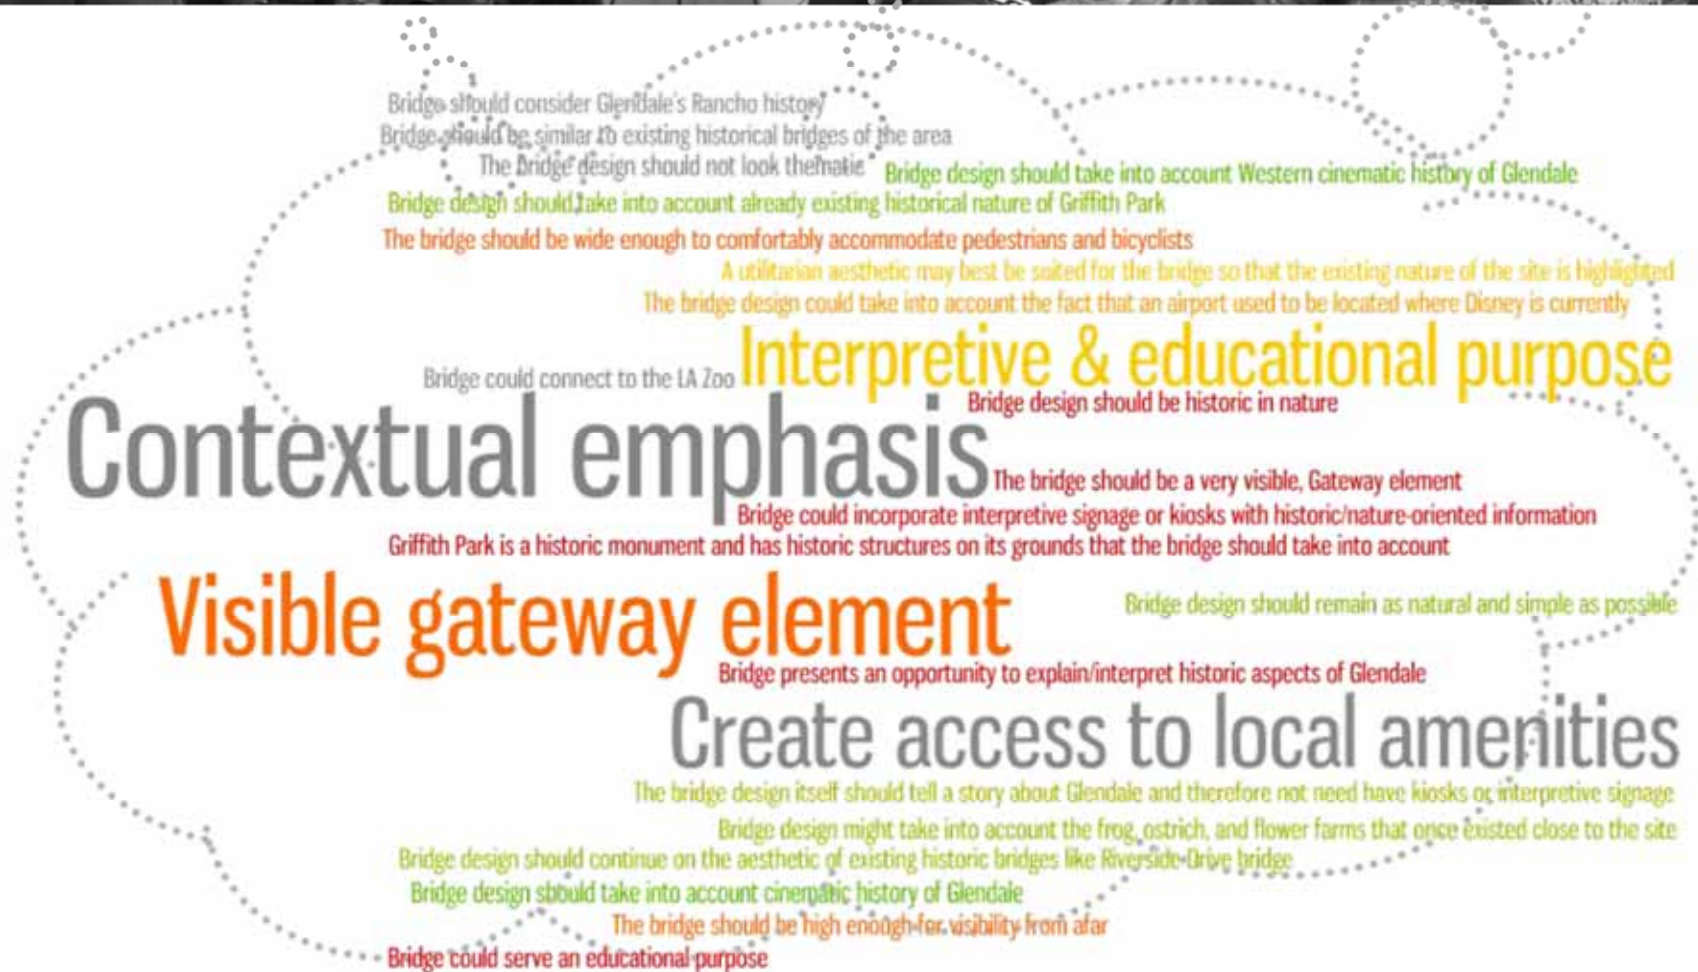 Bridge should consider Glendale's Rancho history
Bridge should be similar to existing historical bridges of the area
The bridge design should not look thematic
Bridge design should take into account Western cinematic history of Glendale
Bridge design should take into account already existing historical nature of Griffith Park
The bridge should be wide enough to comfortably accommodate pedestrians and bicyclists
A utilitarian aesthetic may best be suited for the bridge so that the existing nature of the site is highlighted
The bridge design could take into account the fact that an airport used to be located where Disney is currently
Interpretive & educational purpose
Bridge could connect to the LA Zoo
Bridge design should be historic in nature
Contextual emphasis
The bridge should be a very visible, Gateway element
Bridge could incorporate interpretive signage or kiosks with historic/nature-oriented information
Griffith Park is a historic monument and has historic structures on its grounds that the bridge should take into account
Visible gateway element
Bridge design should remain as natural and simple as possible
Bridge presents an opportunity to explain/interpret historic aspects of Glendale
Create access to local amenities
The bridge design itself should tell a story about Glendale and therefore not need have kiosks or interpretive signage
Bridge design might take into account the frog, ostrich, and flower farms that once existed close to the site
Bridge design should continue on the aesthetic of existing historic bridges like Riverside Drive bridge
Bridge design should take into account cinematic history of Glendale
The bridge should be high enough for visibility from afar
Bridge could serve an educational purpose